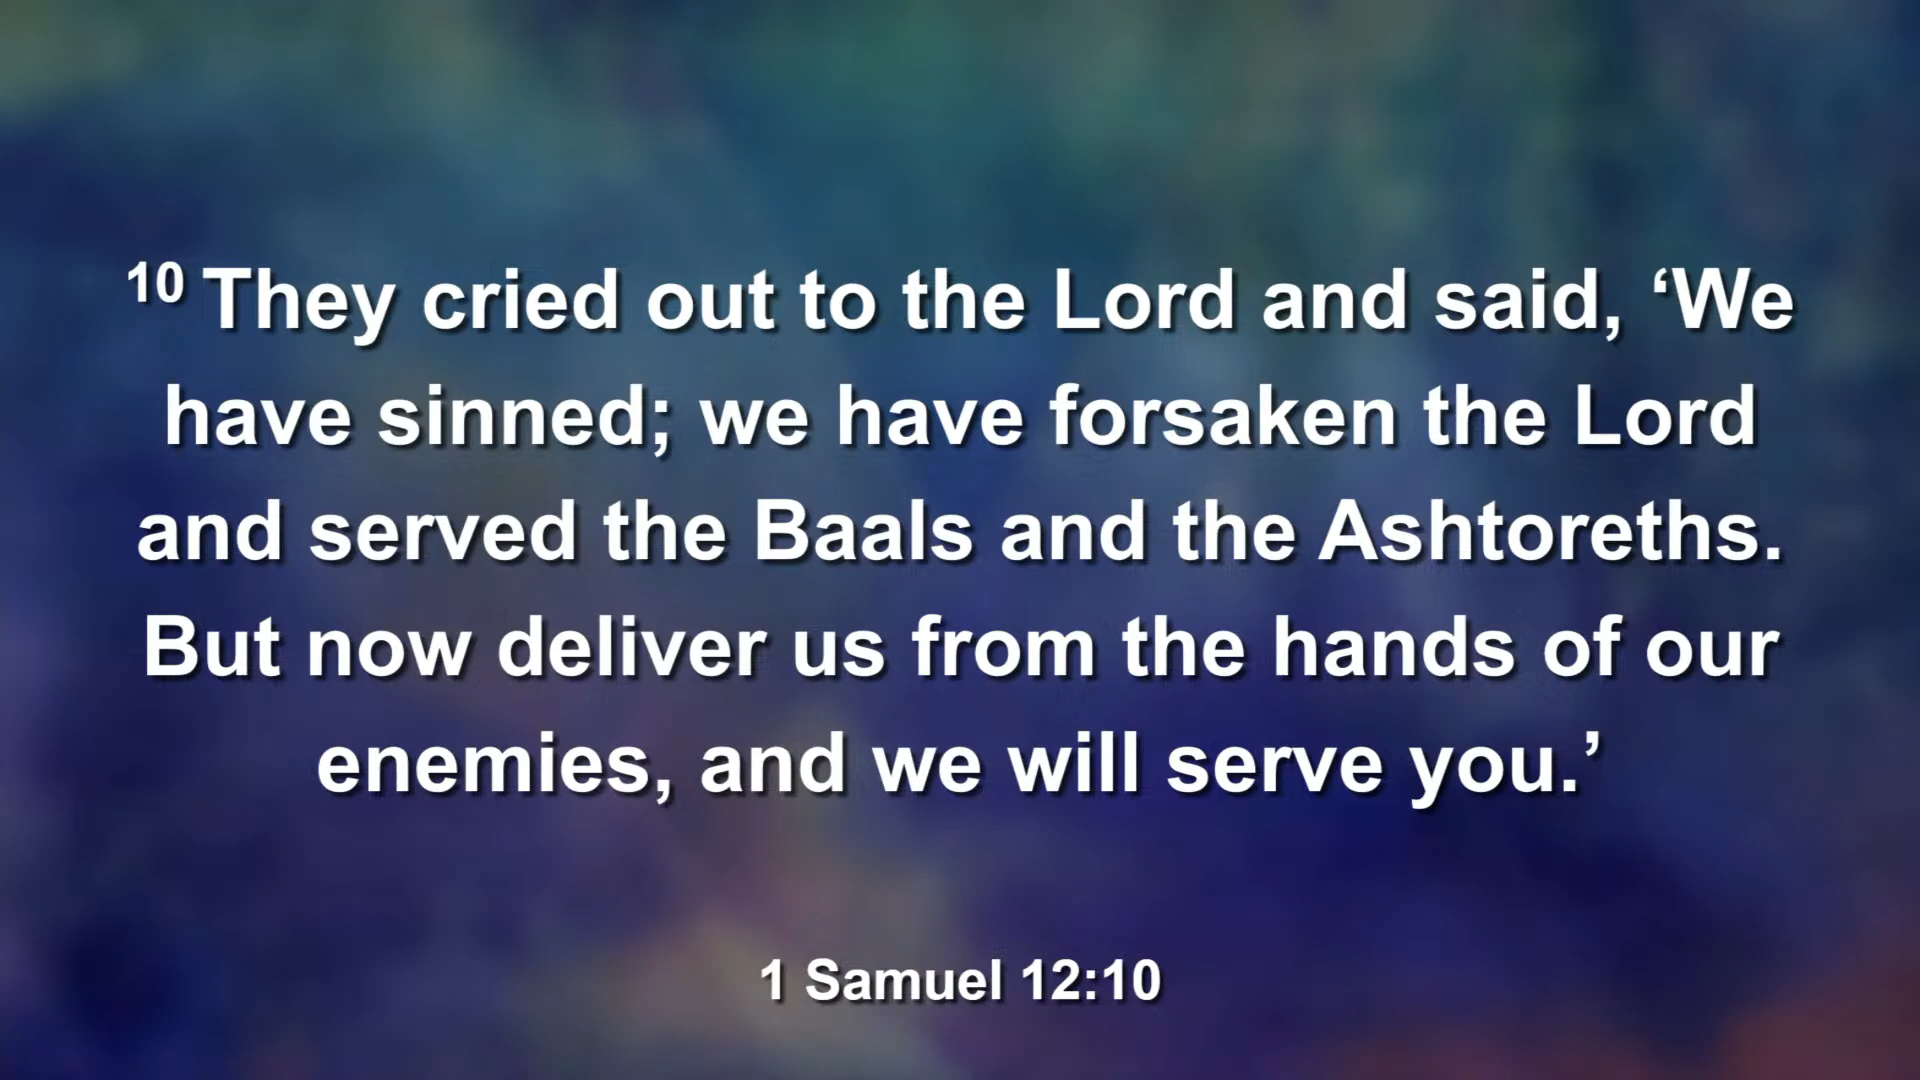 10 They cried out to the Lord and said, ‘We
have sinned; we have forsaken the Lord
and served the Baals and the Ashtoreths.
But now deliver us from the hands of our
enemies, and we will serve you.’
1 Samuel 12:10